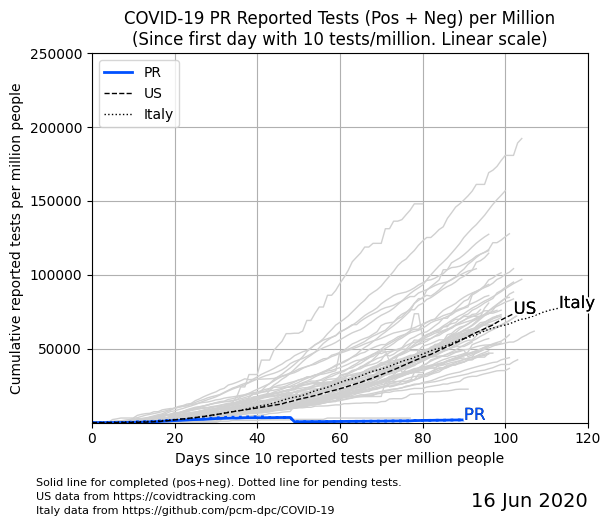 COVID-19 PR Reported Tests (Pos + Neg) per Million
(Since first day with 10 tests/million. Linear scale)
250000
200000
150000
100000
50000
Cumulative reported tests per million people
PR
US
Italy
US
Italy
PR
0 20 40 60 80 100 120
Days since 10 reported tests per million people
Solid line for completed (pos+neg). Dotted line for pending tests.
US data from https://covidtracking.com
Italy data from https://github.com/pcm-dpc/COVID-19
16 Jun 2020